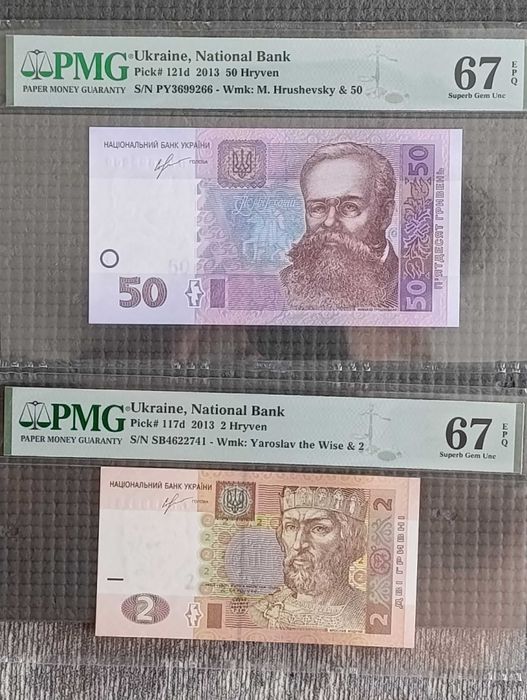 PMG
PAPER MONEY GUARANTY
Ukraine, National Bank
Pick# 121d 2013 50 Hryven
S/N PY3699266 - Wmk: M. Hrushevsky & 50
67
EPQ
Superb Gem Unc
НАЦІОНАЛЬНИЙ БАНК УКРАЇНИ
ГОЛОВА
50
50
50
П'ЯТДЕСЯТ ГРИВЕНЬ
PMG
PAPER MONEY GUARANTY
Ukraine, National Bank
Pick# 117d 2013 2 Hryven
S/N SB4622741 - Wmk: Yaroslav the Wise & 2
67
EPQ
Superb Gem Unc
НАЦІОНАЛЬНИЙ БАНК УКРАЇНИ
ГОЛОВА
2
2
2
ДВІ ГРИВНІ